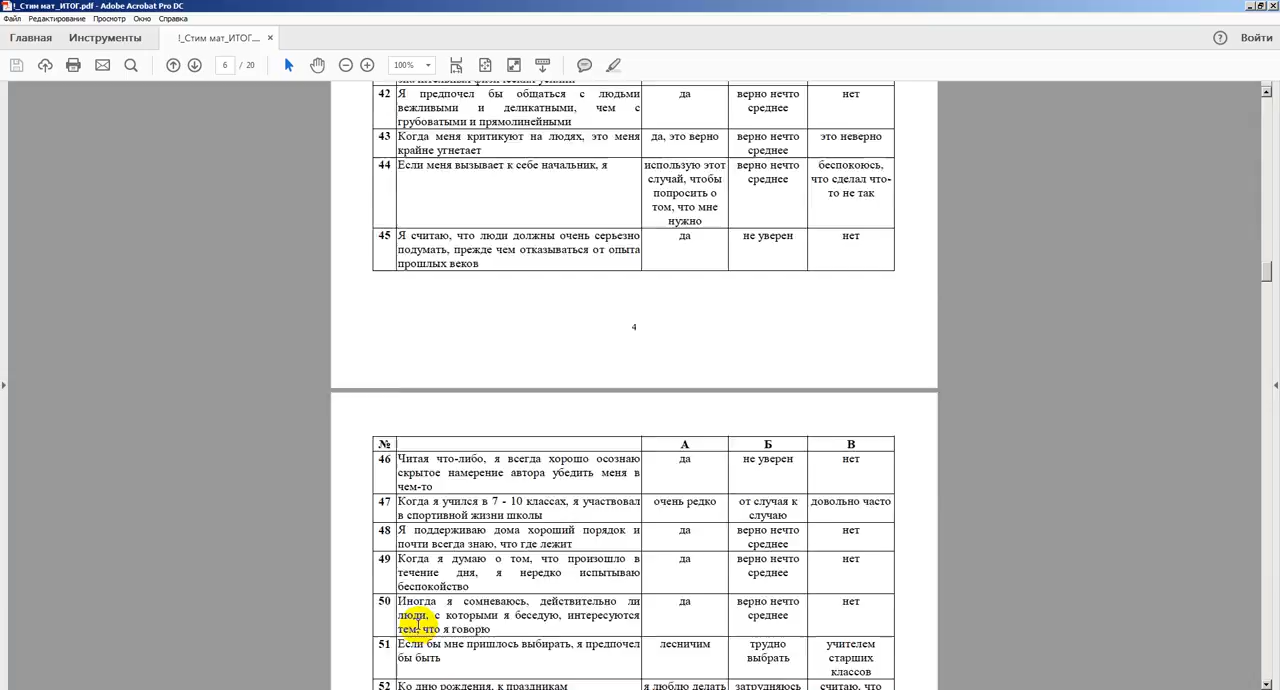 !_Стим мат_ИТОГ.pdf - Adobe Acrobat Pro DC
Файл Редактирование Просмотр Окно Справка
Главная Инструменты !_Стим мат_ИТОГ.... × Войти
6 / 20 100%
42 Я предпочел бы общаться с людьми да верно нечто нет
вежливыми и деликатными, чем с среднее
грубоватыми и прямолинейными
43 Когда меня критикуют на людях, это меня да, это верно верно нечто это неверно
крайне угнетает среднее
44 Если меня вызывает к себе начальник, я использую этот верно нечто беспокоюсь,
случай, чтобы среднее что сделал что-
попросить о то не так
том, что мне
нужно
45 Я считаю, что люди должны очень серьезно да не уверен нет
подумать, прежде чем отказываться от опыта
прошлых веков
4
№ А Б В
46 Читая что-либо, я всегда хорошо осознаю да не уверен нет
скрытое намерение автора убедить меня в
чем-то
47 Когда я учился в 7 - 10 классах, я участвовал очень редко от случая к довольно часто
в спортивной жизни школы случаю
48 Я поддерживаю дома хороший порядок и да верно нечто нет
почти всегда знаю, что где лежит среднее
49 Когда я думаю о том, что произошло в да верно нечто нет
течение дня, я нередко испытываю среднее
беспокойство
50 Иногда я сомневаюсь, действительно ли да верно нечто нет
люди, с которыми я беседую, интересуются среднее
тем, что я говорю
51 Если бы мне пришлось выбирать, я предпочел лесничим трудно учителем
бы быть выбрать старших
классов
52 Ко дню рождения, к праздникам я люблю делать затрудняюсь считаю, что